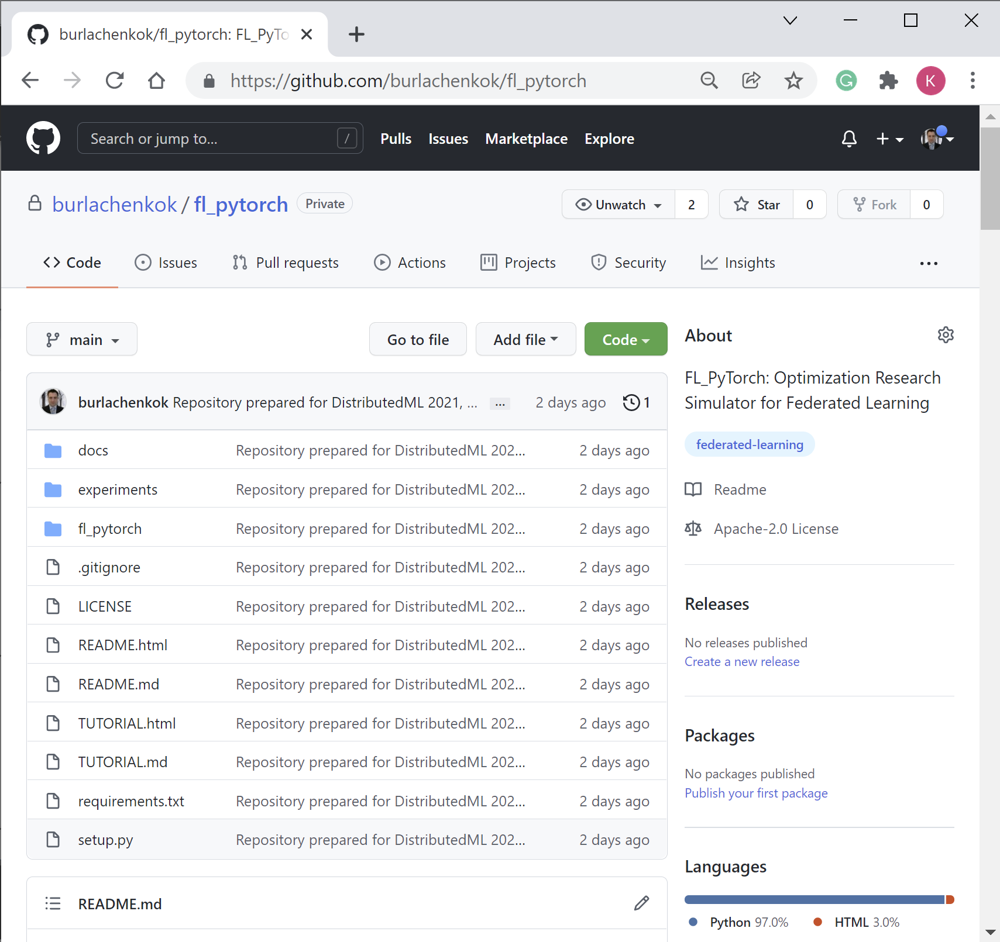 burlachenkok/fl_pytorch: FL_PyTo
https://github.com/burlachenkok/fl_pytorch
G
K
Search or jump to... /
Pulls Issues Marketplace Explore
burlachenkok / fl_pytorch Private
Unwatch 2 Star 0 Fork 0
Code Issues Pull requests Actions Projects Security Insights ...
main Go to file Add file Code
burlachenkok Repository prepared for DistributedML 2021, ... ... 2 days ago 1
docs Repository prepared for DistributedML 202... 2 days ago
experiments Repository prepared for DistributedML 202... 2 days ago
fl_pytorch Repository prepared for DistributedML 202... 2 days ago
.gitignore Repository prepared for DistributedML 202... 2 days ago
LICENSE Repository prepared for DistributedML 202... 2 days ago
README.html Repository prepared for DistributedML 202... 2 days ago
README.md Repository prepared for DistributedML 202... 2 days ago
TUTORIAL.html Repository prepared for DistributedML 202... 2 days ago
TUTORIAL.md Repository prepared for DistributedML 202... 2 days ago
requirements.txt Repository prepared for DistributedML 202... 2 days ago
setup.py Repository prepared for DistributedML 202... 2 days ago
README.md
About
FL_PyTorch: Optimization Research
Simulator for Federated Learning
federated-learning
Readme
Apache-2.0 License
Releases
No releases published
Create a new release
Packages
No packages published
Publish your first package
Languages
Python 97.0% HTML 3.0%